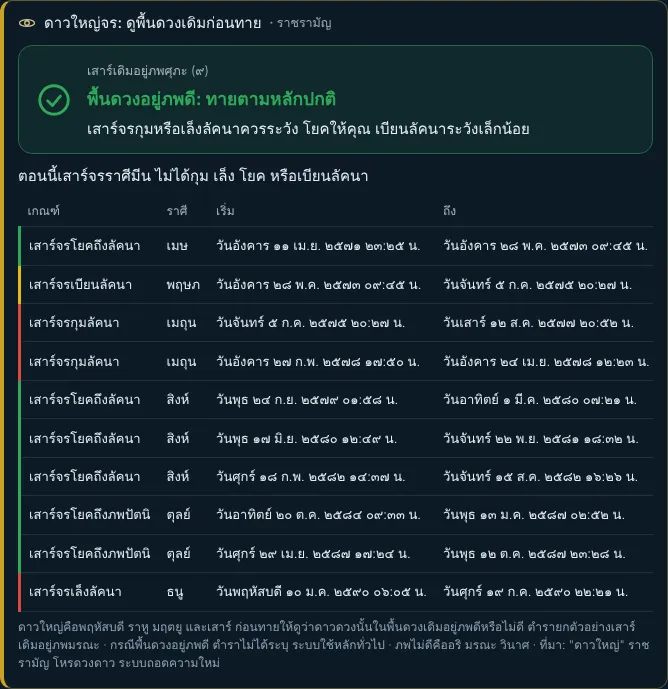 ดาวใหญ่จร: ดูพื้นดวงเดิมก่อนทาย · ราชรามัญ
เสาร์เดิมอยู่ภพศุภะ (๙)
พื้นดวงอยู่ภพดี: ทายตามหลักปกติ
เสาร์จรกุมหรือเล็งลัคนาควรระวัง โยคให้คุณ เบียนลัคนาระวังเล็กน้อย
ตอนนี้เสาร์จรราศีมีน ไม่ได้กุม เล็ง โยค หรือเบียนลัคนา
เกณฑ์ ราศี เริ่ม ถึง
เสาร์จรโยคถึงลัคนา เมษ วันอังคาร ๑๑ เม.ย. ๒๕๗๑ ๒๓:๒๕ น. วันอังคาร ๒๘ พ.ค. ๒๕๗๓ ๐๙:๔๕ น.
เสาร์จรเบียนลัคนา พฤษภ วันอังคาร ๒๘ พ.ค. ๒๕๗๓ ๐๙:๔๕ น. วันจันทร์ ๕ ก.ค. ๒๕๗๕ ๒๐:๒๗ น.
เสาร์จรกุมลัคนา เมถุน วันจันทร์ ๕ ก.ค. ๒๕๗๕ ๒๐:๒๗ น. วันเสาร์ ๑๒ ส.ค. ๒๕๗๗ ๒๐:๕๒ น.
เสาร์จรกุมลัคนา เมถุน วันอังคาร ๒๗ ก.พ. ๒๕๗๘ ๑๗:๕๐ น. วันอังคาร ๒๔ เม.ย. ๒๕๗๘ ๑๒:๒๓ น.
เสาร์จรโยคถึงลัคนา สิงห์ วันพุธ ๒๔ ก.ย. ๒๕๗๙ ๐๑:๕๘ น. วันอาทิตย์ ๑ มี.ค. ๒๕๘๐ ๐๗:๒๑ น.
เสาร์จรโยคถึงลัคนา สิงห์ วันพุธ ๑๗ มิ.ย. ๒๕๘๐ ๑๒:๔๙ น. วันจันทร์ ๒๒ พ.ย. ๒๕๘๑ ๑๘:๓๒ น.
เสาร์จรโยคถึงลัคนา สิงห์ วันศุกร์ ๑๘ ก.พ. ๒๕๘๒ ๑๔:๓๗ น. วันจันทร์ ๑๕ ส.ค. ๒๕๘๒ ๑๖:๒๖ น.
เสาร์จรโยคถึงภพปัตนิ ตุลย์ วันอาทิตย์ ๒๐ ต.ค. ๒๕๘๔ ๐๙:๓๓ น. วันพุธ ๑๓ ม.ค. ๒๕๘๗ ๐๒:๕๒ น.
เสาร์จรโยคถึงภพปัตนิ ตุลย์ วันศุกร์ ๒๙ เม.ย. ๒๕๘๗ ๑๗:๒๔ น. วันพุธ ๑๒ ต.ค. ๒๕๘๗ ๒๓:๒๘ น.
เสาร์จรเล็งลัคนา ธนู วันพฤหัสบดี ๑๐ ม.ค. ๒๕๙๐ ๐๖:๐๕ น. วันศุกร์ ๑๙ ก.ค. ๒๕๙๐ ๒๒:๒๑ น.
ดาวใหญ่คือพฤหัสบดี ราหู มฤตยู และเสาร์ ก่อนทายให้ดูว่าดาวดวงนั้นในพื้นดวงเดิมอยู่ภพดีหรือไม่ดี ตำรายกตัวอย่างเสาร์
เดิมอยู่ภพมรณะ · กรณีพื้นดวงอยู่ภพดี ตำราไม่ได้ระบุ ระบบใช้หลักทั่วไป · ภพไม่ดีคืออริ มรณะ วินาศ · ที่มา: "ดาวใหญ่" ราช
รามัญ โหรดวงดาว ระบบถอดความใหม่